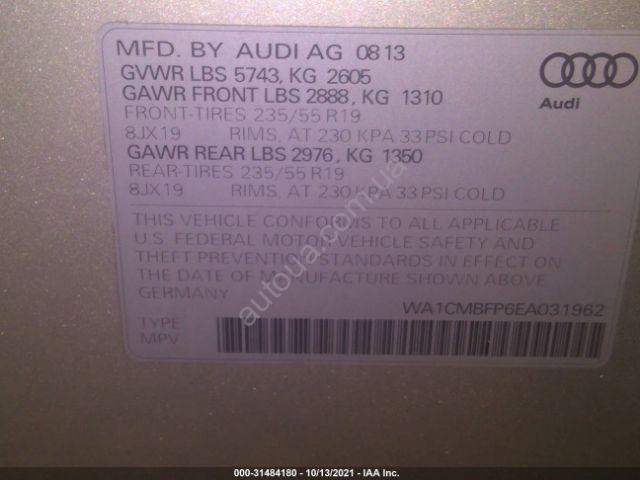 MFD. BY AUDI AG 08 13
GVWR LBS 5743, KG 2605
GAWR FRONT LBS 2888, KG 1310
FRONT-TIRES 235/55 R19
8JX19 RIMS, AT 230 KPA 33 PSI COLD
GAWR REAR LBS 2976, KG 1350
REAR-TIRES 235/55 R19
8JX19 RIMS, AT 230 KPA 33 PSI COLD
Audi
THIS VEHICLE CONFORMS TO ALL APPLICABLE
U.S. FEDERAL MOTOR VEHICLE SAFETY AND
THEFT PREVENTION STANDARDS IN EFFECT ON
THE DATE OF MANUFACTURE SHOWN ABOVE
GERMANY
WA1CMBFP6EA031962
TYPE
MPV
autoua.com.ua
000-31484180 - 10/13/2021 - IAA Inc.